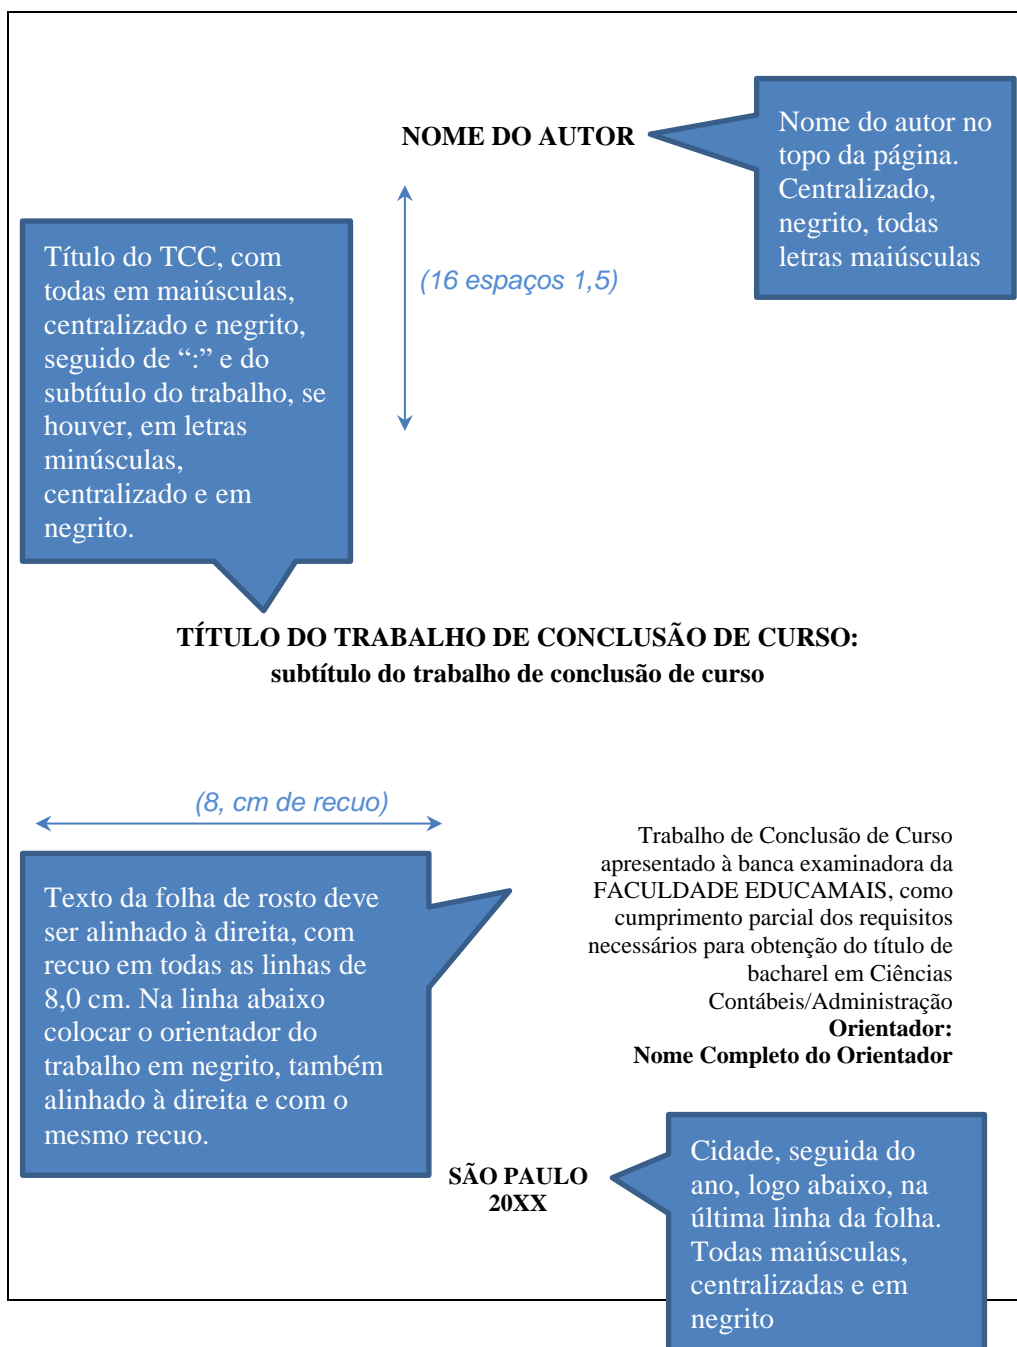 NOME DO AUTOR
Nome do autor no
topo da página.
Centralizado,
negrito, todas
letras maiúsculas
Título do TCC, com
todas em maiúsculas,
centralizado e negrito,
seguido de “:” e do
subtítulo do trabalho, se
houver, em letras
minúsculas,
centralizado e em
negrito.
(16 espaços 1,5)
TÍTULO DO TRABALHO DE CONCLUSÃO DE CURSO:
subtítulo do trabalho de conclusão de curso
(8, cm de recuo)
Trabalho de Conclusão de Curso
apresentado à banca examinadora da
FACULDADE EDUCAMAIS, como
cumprimento parcial dos requisitos
necessários para obtenção do título de
bacharel em Ciências
Contábeis/Administração
Orientador:
Nome Completo do Orientador
Texto da folha de rosto deve
ser alinhado à direita, com
recuo em todas as linhas de
8,0 cm. Na linha abaixo
colocar o orientador do
trabalho em negrito, também
alinhado à direita e com o
mesmo recuo.
SÃO PAULO
20XX
Cidade, seguida do
ano, logo abaixo, na
última linha da folha.
Todas maiúsculas,
centralizadas e em
negrito